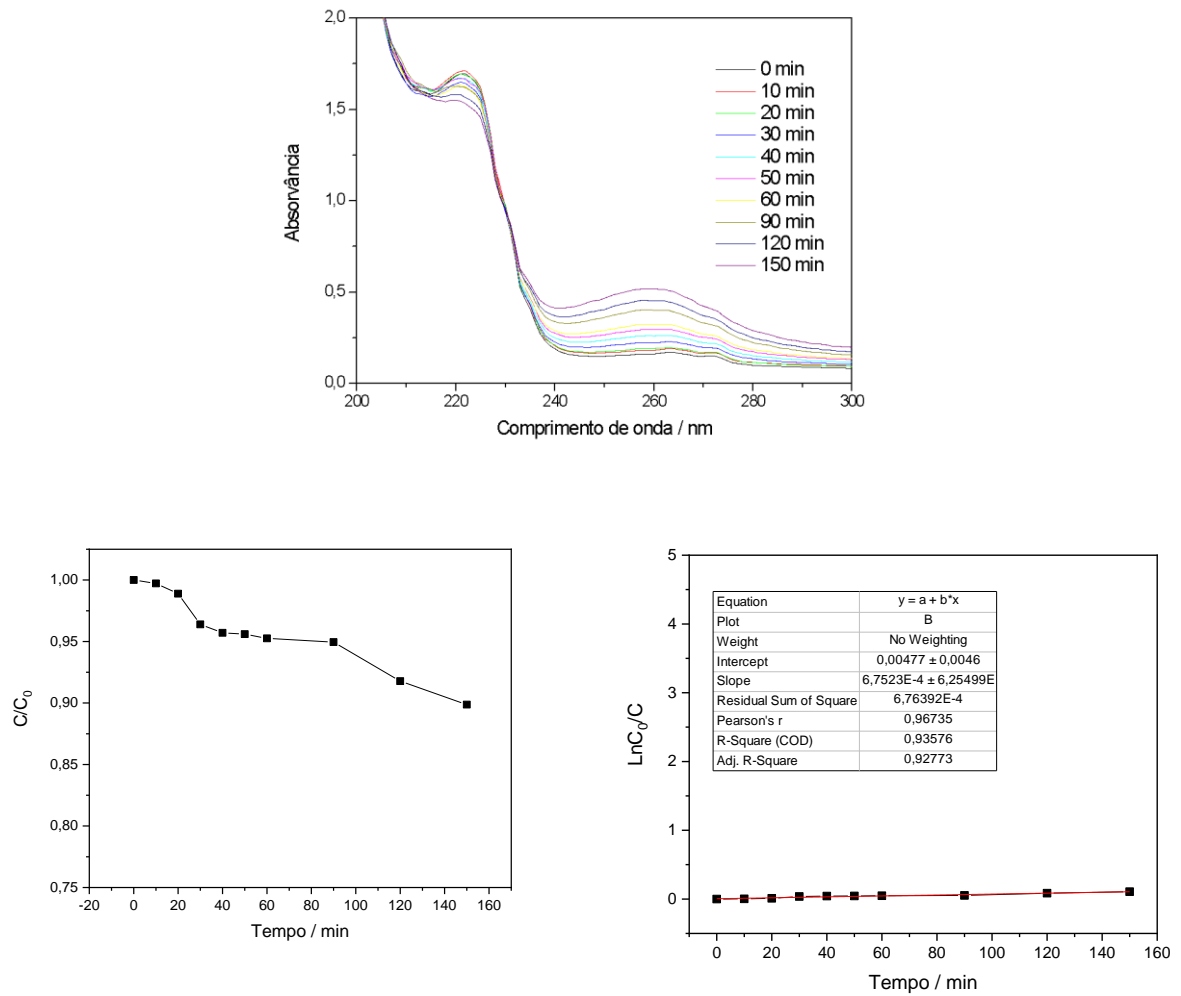 2,0
1,5
1,0
0,5
0,0
Absorvância
200 220 240 260 280 300
Comprimento de onda / nm
0 min
10 min
20 min
30 min
40 min
50 min
60 min
90 min
120 min
150 min
1,00
0,95
0,90
0,85
0,80
0,75
C/C0
-20 0 20 40 60 80 100 120 140 160
Tempo / min
5
4
3
2
1
0
LnC0/C
Equation y = a + b*x
Plot B
Weight No Weighting
Intercept 0,00477 ± 0,0046
Slope 6,7523E-4 ± 6,25499E
Residual Sum of Square 6,76392E-4
Pearson's r 0,96735
R-Square (COD) 0,93576
Adj. R-Square 0,92773
0 20 40 60 80 100 120 140 160
Tempo / min